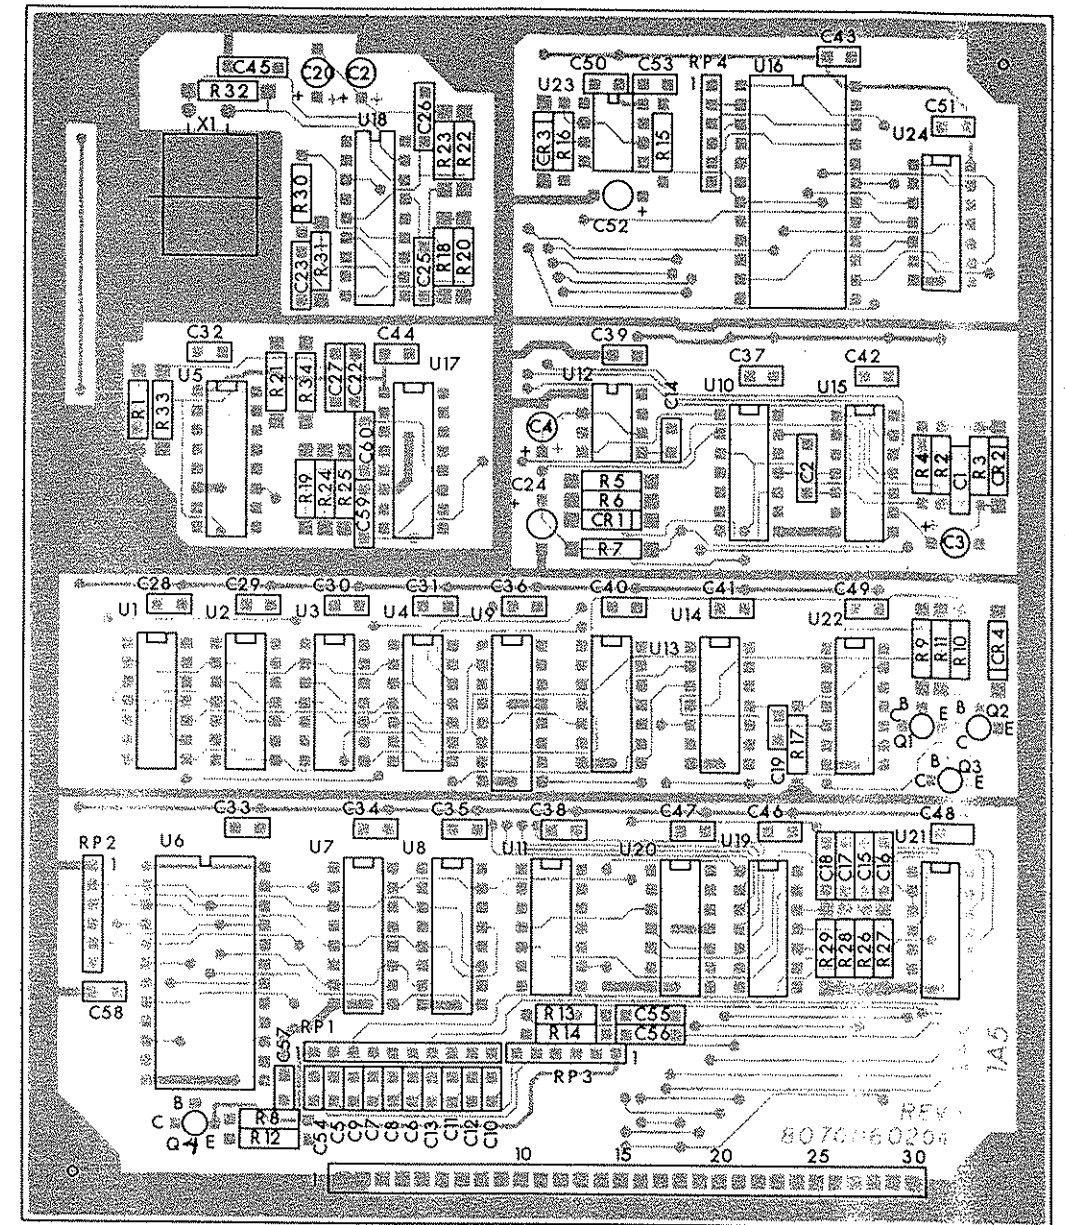 C45 C20 C21 C43
R32 C50 C53 RP4 U16
U23 1 C51
X1 U18 C26 U24
R23 R22 CR3 R16 R15
R30 + + +
C52
C23 R31 C25 R18 R20
C32 C44 C39 C37 C42
U5 U17 U12 U10 U15
R21 R34 C27 C22 C14
R1 R33 C4
C60 + + C24 R5 C2 R4 R2 C1 R3 CR2
R19 R24 R25 C59 R6
+ CR1 + C3
R7
C28 C29 C30 C31 C36 C40 C41 C49
U1 U2 U3 U4 U9 U14 U22
U13 R9 R11 R10 CR4
B E B Q2 E
C19 R17 C Q1 C
B Q3
C E
C33 C34 C35 C38 C47 C46 C48
RP2 U6 U7 U8 U11 U20 U19 U21
1 C18 C17 C15 C16
R29 R28 R26 R27
C58 R13 C55
RP1 R14 C56
C57 1 RP3 1 1A5
B
C R8
Q4 E R12 C54 C5 C9 C7 C8 C6 C13 C11 C12 C10
REV
1 10 15 20 25 30